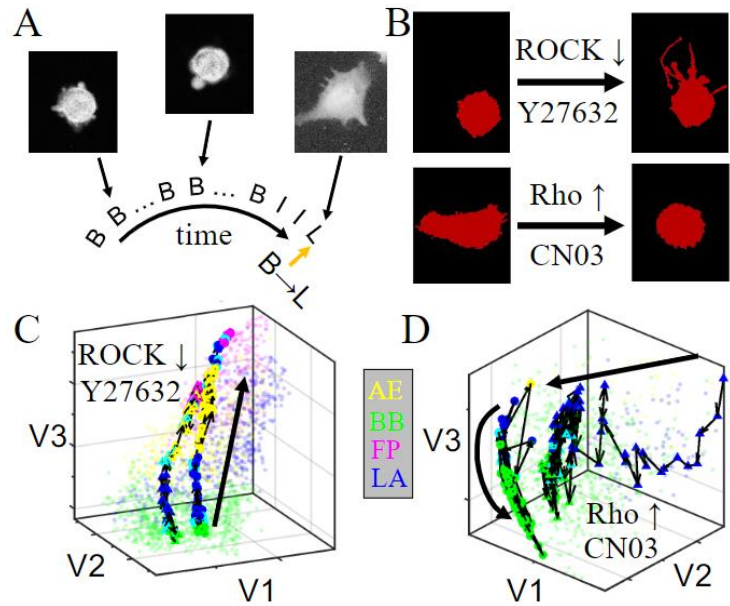 A
B B ... B B ... B I I L
time
B→L
B
ROCK ↓
Y27632
Rho ↑
CN03
C
ROCK ↓
Y27632
V3
V2
V1
AE
BB
FP
LA
D
V3
V1
V2
Rho ↑
CN03